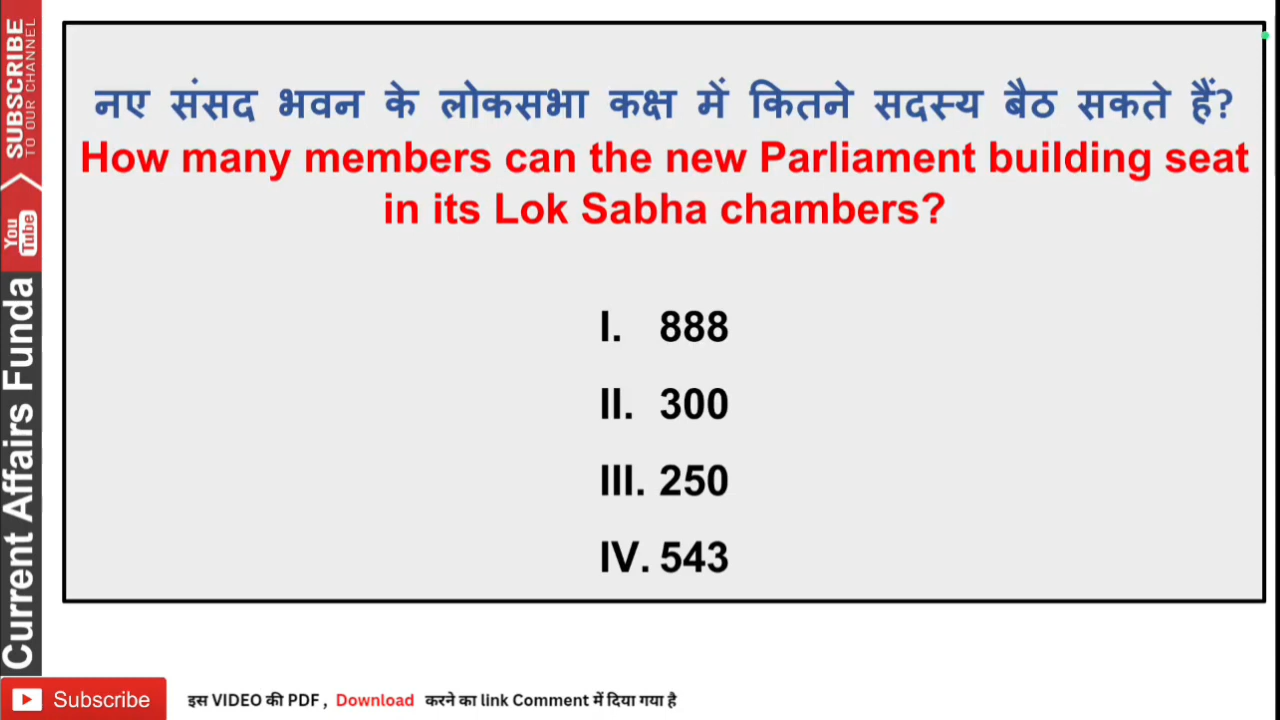 नए संसद भवन के लोकसभा कक्ष में कितने सदस्य बैठ सकते हैं?
How many members can the new Parliament building seat
in its Lok Sabha chambers?
I. 888
II. 300
III. 250
IV. 543
SUBSCRIBE
TO OUR CHANNEL
You
Tube
Current Affairs Funda
Subscribe
इस VIDEO की PDF , Download करने का link Comment में दिया गया है